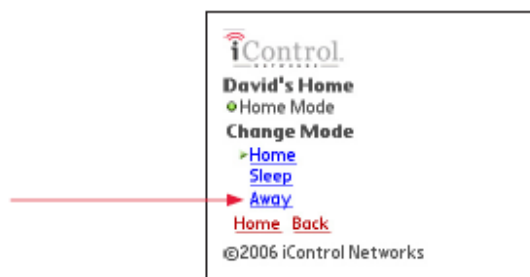 iControl.
NETWORKS
David's Home
Home Mode
Change Mode
Home
Sleep
Away
Home Back
©2006 iControl Networks